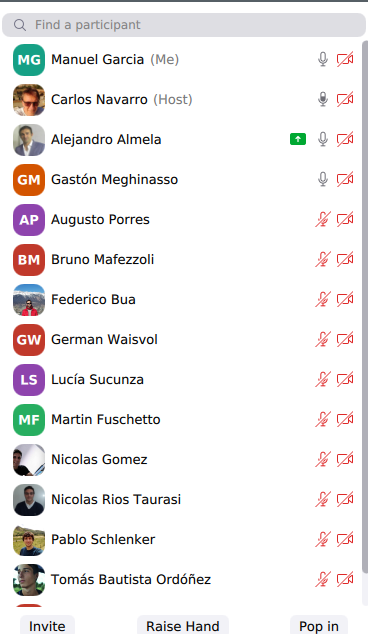 Find a participant
MG Manuel Garcia (Me)
Carlos Navarro (Host)
Alejandro Almela
GM Gastón Meghinasso
AP Augusto Porres
BM Bruno Mafezzoli
Federico Bua
GW German Waisvol
LS Lucía Sucunza
MF Martin Fuschetto
Nicolas Gomez
Nicolas Rios Taurasi
Pablo Schlenker
Tomás Bautista Ordóñez
Invite Raise Hand Pop in